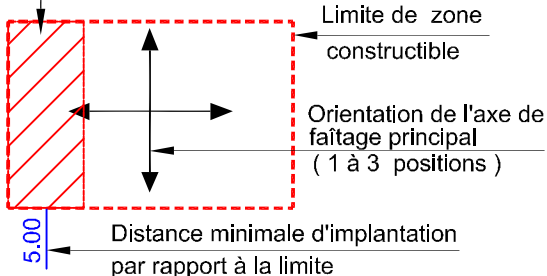 Limite de zone
constructible
Orientation de l'axe de
faîtage principal
( 1 à 3 positions )
5.00
Distance minimale d'implantation
par rapport à la limite